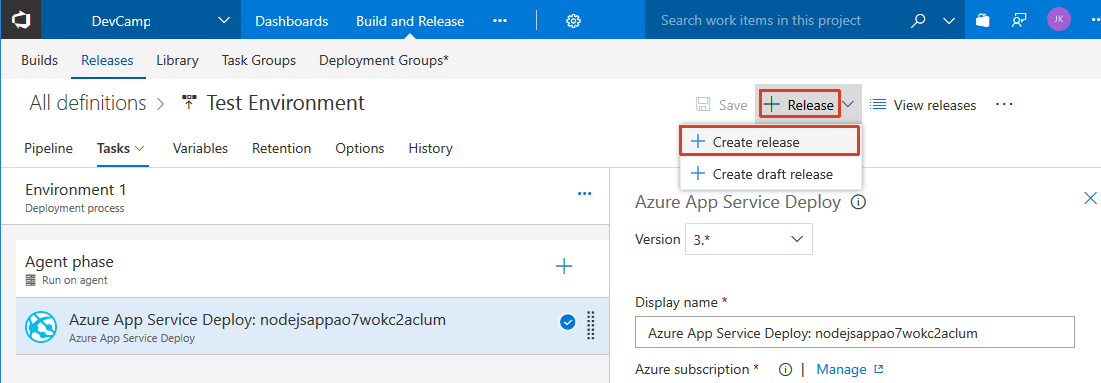 DevCamp Dashboards Build and Release ... Search work items in this project JK ...
Builds Releases Library Task Groups Deployment Groups*
All definitions > Test Environment Save + Release View releases ...
Pipeline Tasks Variables Retention Options History
+ Create release
+ Create draft release
Environment 1 ...
Deployment process
Agent phase +
Run on agent
Azure App Service Deploy: nodejsappao7wokc2aclum
Azure App Service Deploy
Azure App Service Deploy
Version 3.*
Display name *
Azure App Service Deploy: nodejsappao7wokc2aclum
Azure subscription * | Manage